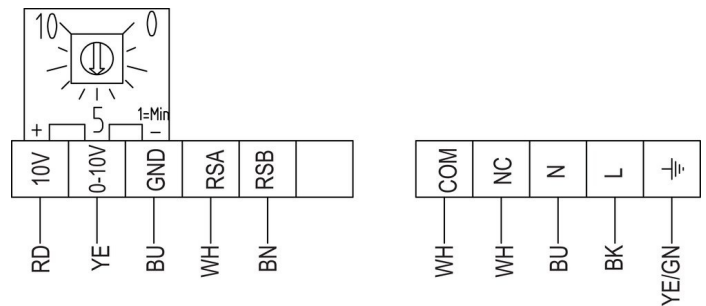 10 0
5 1=Min
+ −
10V 0-10V GND RSA RSB
RD YE BU WH BN
COM NC N L
WH WH BU BK YE/GN